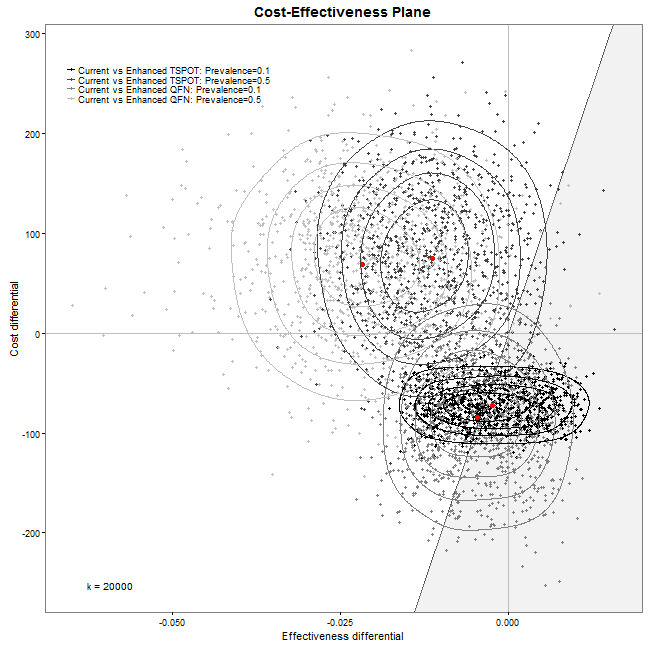 Cost-Effectiveness Plane
300
Current vs Enhanced TSPOT: Prevalence=0.1
Current vs Enhanced TSPOT: Prevalence=0.5
Current vs Enhanced QFN: Prevalence=0.1
Current vs Enhanced QFN: Prevalence=0.5
200
100
Cost differential
0
-100
-200
k = 20000
-0.050
-0.025
0.000
Effectiveness differential